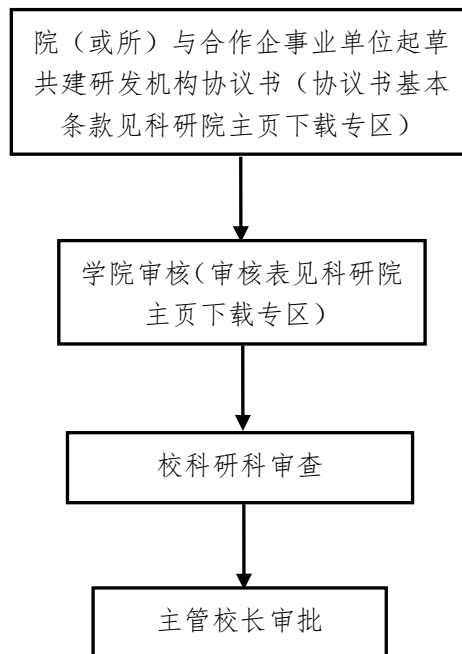 院（或所）与合作企事业单位起草
共建研发机构协议书（协议书基本
条款见科研院主页下载专区）
学院审核（审核表见科研院
主页下载专区）
校科研科审查
主管校长审批